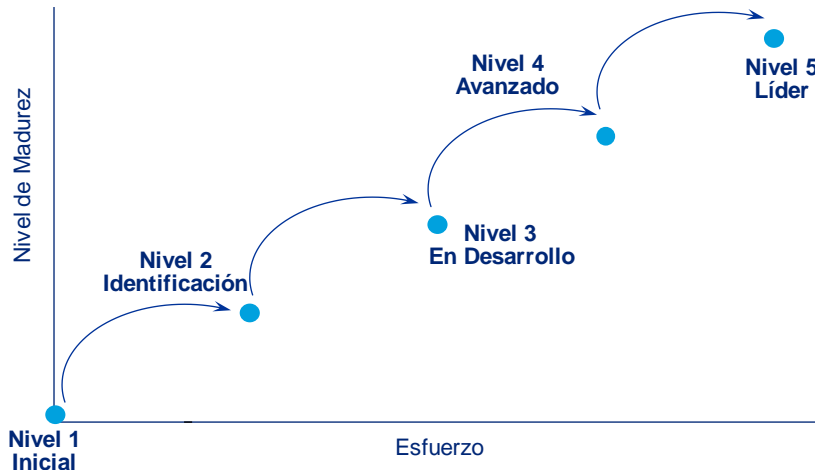 Nivel 4
Avanzado
Nivel 5
Líder
Nivel de Madurez
Nivel 3
En Desarrollo
Nivel 2
Identificación
Nivel 1
Inicial
Esfuerzo